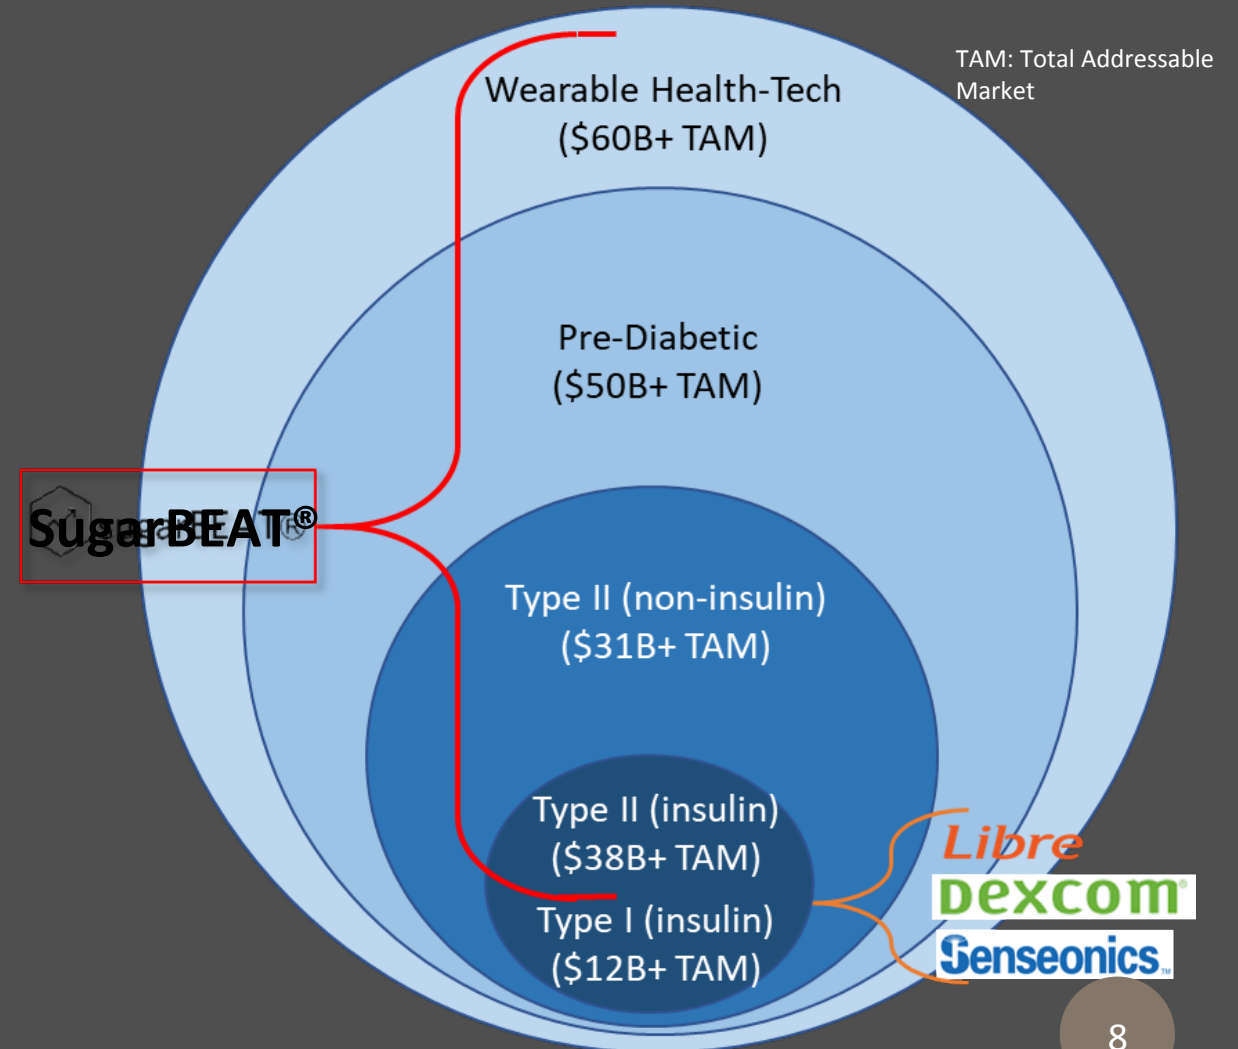 TAM: Total Addressable
Market
Wearable Health-Tech
($60B+ TAM)
Pre-Diabetic
($50B+ TAM)
SugarBEAT®
Type II (non-insulin)
($31B+ TAM)
Type II (insulin)
($38B+ TAM)
Type I (insulin)
($12B+ TAM)
Libre
Dexcom®
Senseonics™
8